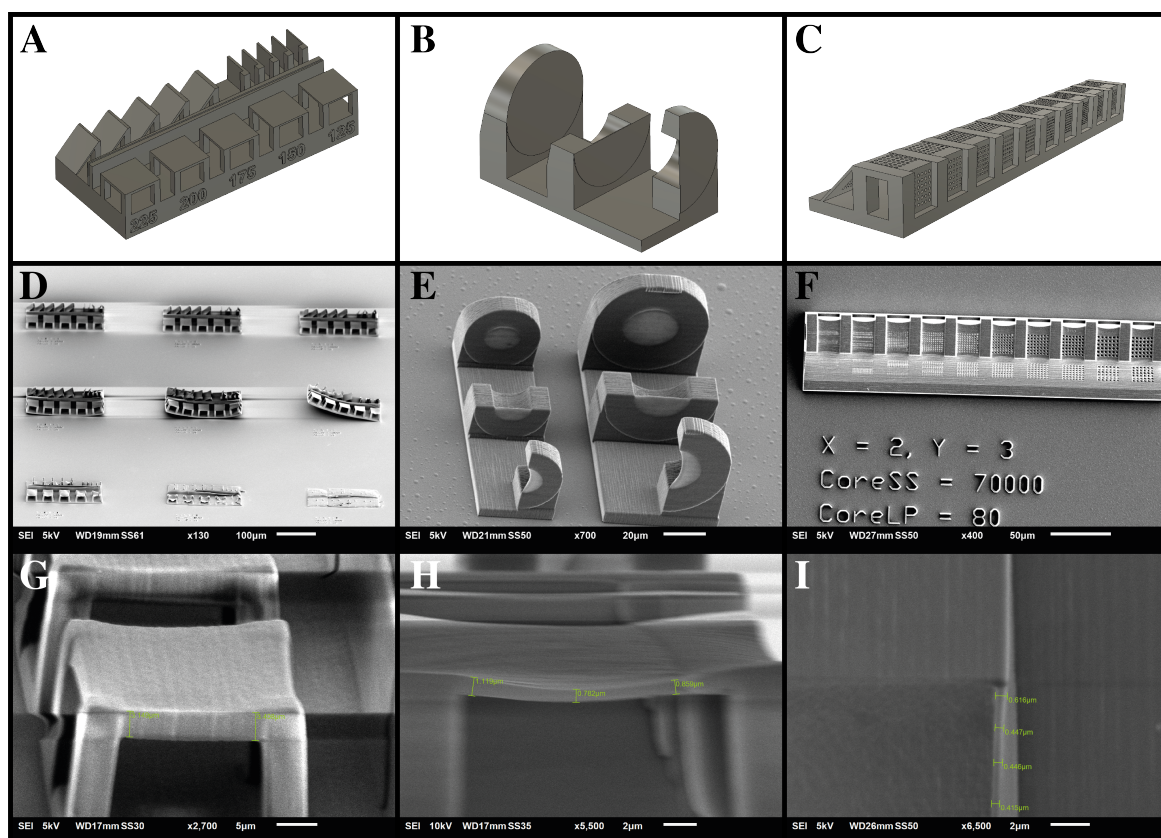 A
B
C
225
200
175
150
125
D
E
F
X = 2, Y = 3
CoreSS = 70000
CoreLP = 80
SEI 5kV WD19mm SS61 x130 100µm
SEI 5kV WD21mm SS50 x700 20µm
SEI 5kV WD27mm SS50 x400 50µm
G
H
I
1.119µm
0.782µm
0.859µm
0.616µm
0.447µm
0.446µm
0.415µm
SEI 5kV WD17mm SS30 x2,700 5µm
SEI 10kV WD17mm SS35 x5,500 2µm
SEI 5kV WD26mm SS50 x6,500 2µm